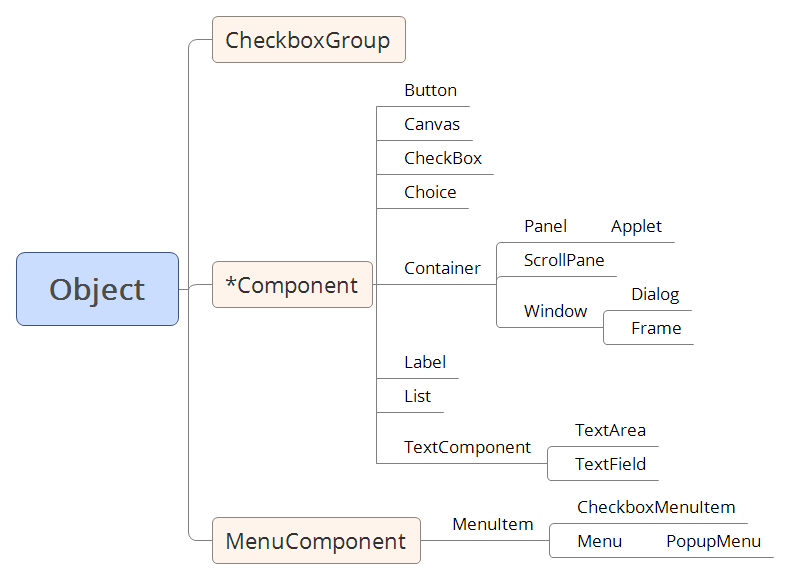 CheckboxGroup
Button
Canvas
CheckBox
Choice
Panel Applet
Container
ScrollPane
Object
*Component
Dialog
Window
Frame
Label
List
TextArea
TextComponent
TextField
CheckboxMenuItem
MenuItem
MenuComponent
Menu PopupMenu